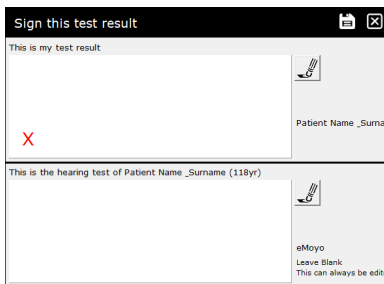 Sign this test result
This is my test result
X
Patient Name _Surna
This is the hearing test of Patient Name _Surname (118yr)
eMoyo
Leave Blank
This can always be edit